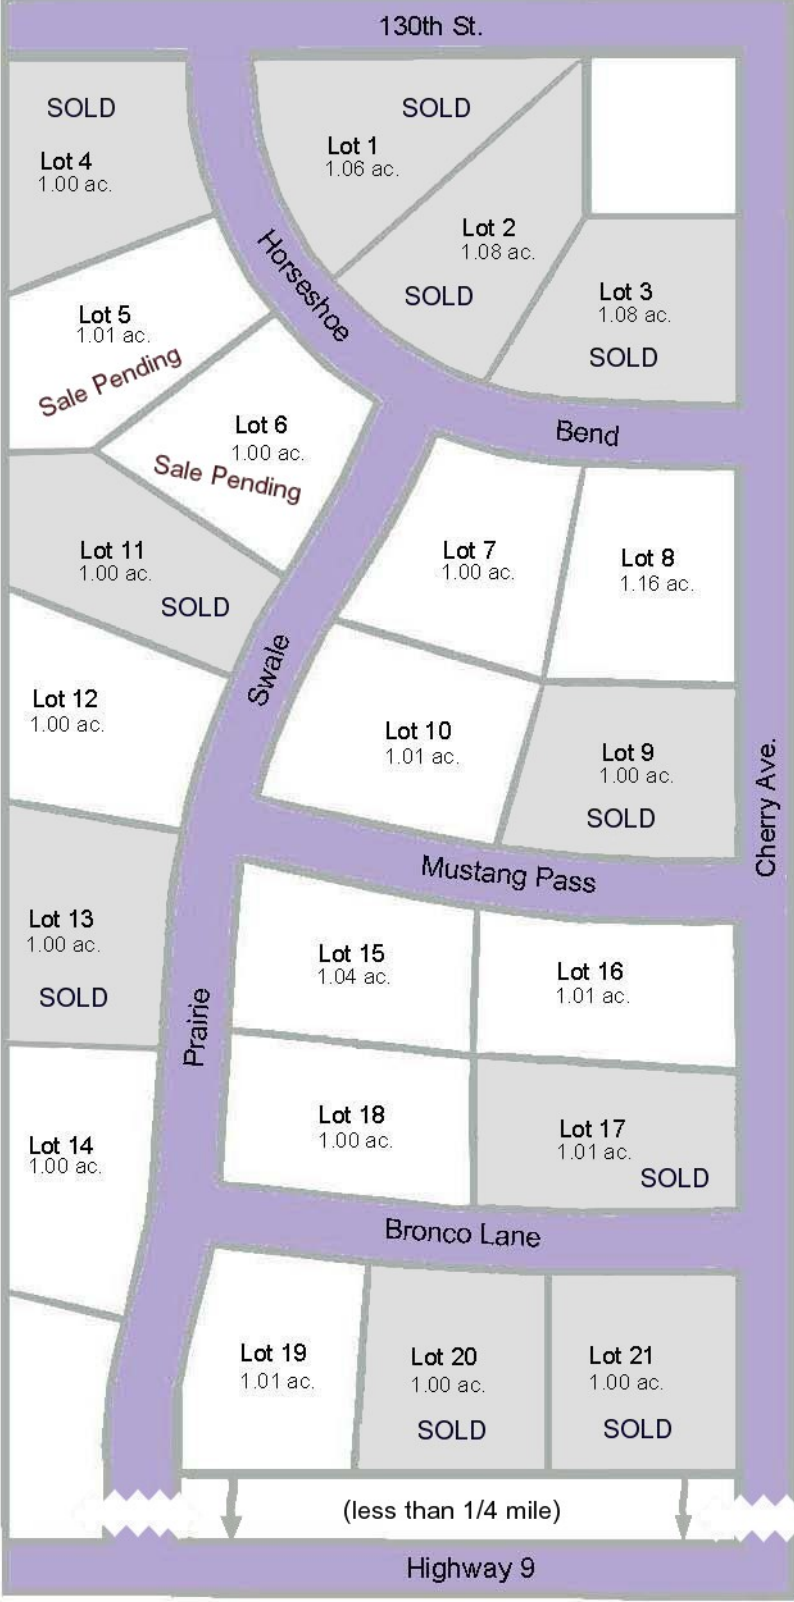 130th St.
SOLD
Lot 4
1.00 ac.
SOLD
Lot 1
1.06 ac.
Lot 2
1.08 ac.
SOLD
Lot 3
1.08 ac.
SOLD
Horseshoe
Bend
Lot 5
1.01 ac.
Sale Pending
Lot 6
1.00 ac.
Sale Pending
Lot 11
1.00 ac.
SOLD
Lot 7
1.00 ac.
Lot 8
1.16 ac.
Swale
Lot 12
1.00 ac.
Lot 10
1.01 ac.
Lot 9
1.00 ac.
SOLD
Cherry Ave.
Mustang Pass
Lot 13
1.00 ac.
SOLD
Prairie
Lot 15
1.04 ac.
Lot 16
1.01 ac.
Lot 14
1.00 ac.
Lot 18
1.00 ac.
Lot 17
1.01 ac.
SOLD
Bronco Lane
Lot 19
1.01 ac.
Lot 20
1.00 ac.
SOLD
Lot 21
1.00 ac.
SOLD
(less than 1/4 mile)
Highway 9